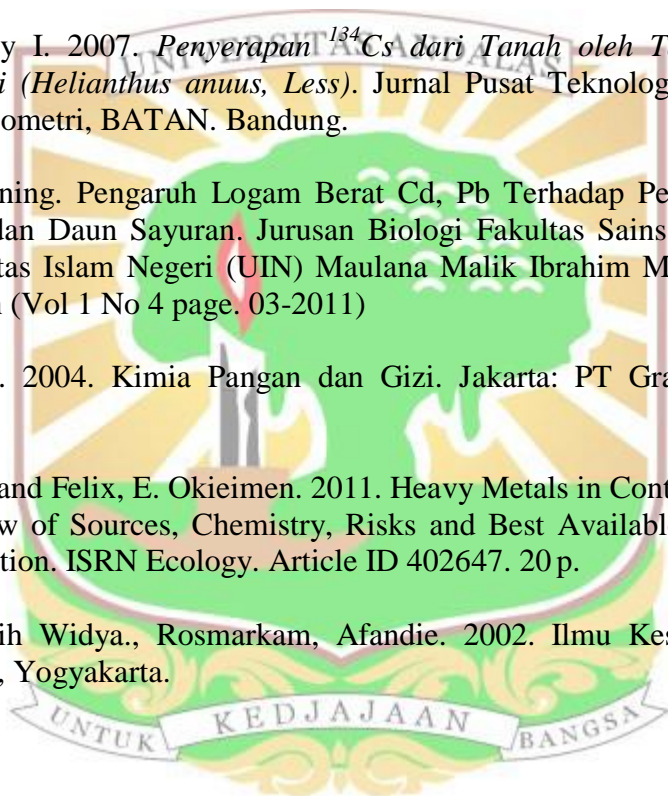 y I. 2007. Penyerapan ¹³⁴Cs dari Tanah oleh T
i (Helianthus anuus, Less). Jurnal Pusat Teknolog
ometri, BATAN. Bandung.
ning. Pengaruh Logam Berat Cd, Pb Terhadap Pe
lan Daun Sayuran. Jurusan Biologi Fakultas Sains
tas Islam Negeri (UIN) Maulana Malik Ibrahim M
(Vol 1 No 4 page. 03-2011)
. 2004. Kimia Pangan dan Gizi. Jakarta: PT Gra
and Felix, E. Okieimen. 2011. Heavy Metals in Cont
w of Sources, Chemistry, Risks and Best Availabl
tion. ISRN Ecology. Article ID 402647. 20 p.
ih Widya., Rosmarkam, Afandie. 2002. Ilmu Kes
, Yogyakarta.
UNIVERSITAS ANDALAS
UNTUK KEDJAJAAN BANGSA